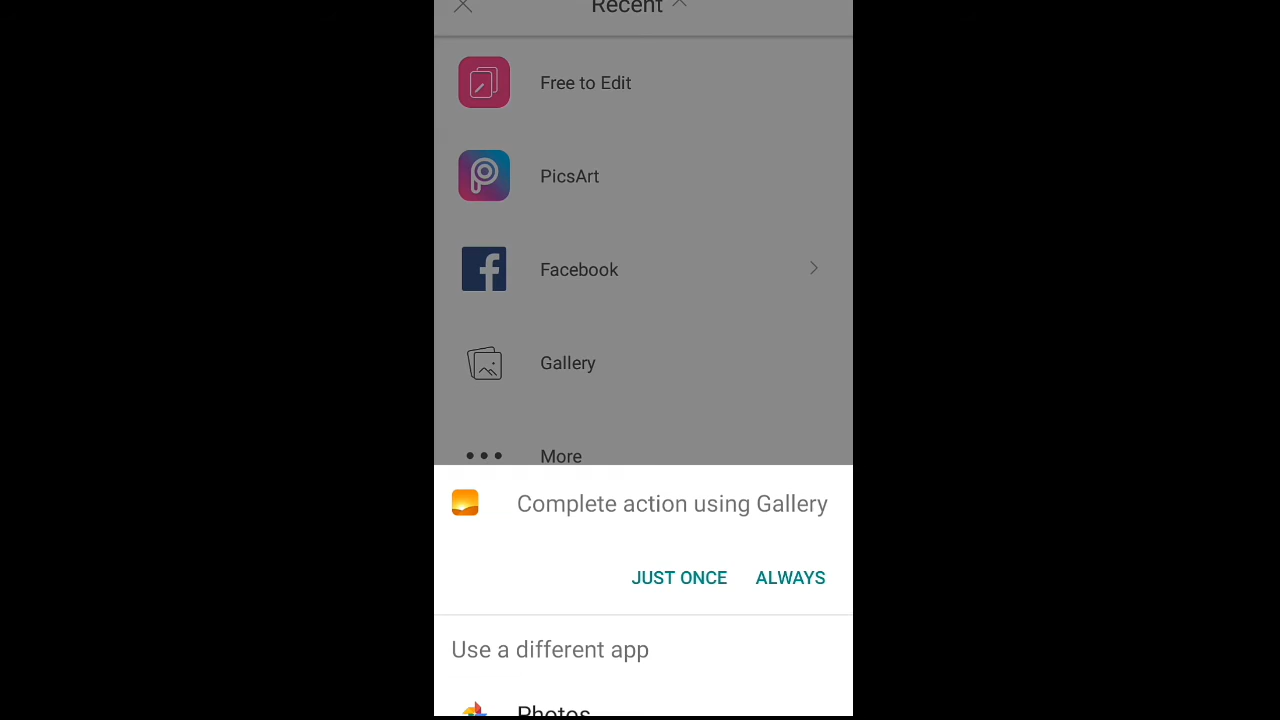 Recent
Free to Edit
PicsArt
Facebook
Gallery
More
Complete action using Gallery
JUST ONCE
ALWAYS
Use a different app
Photos